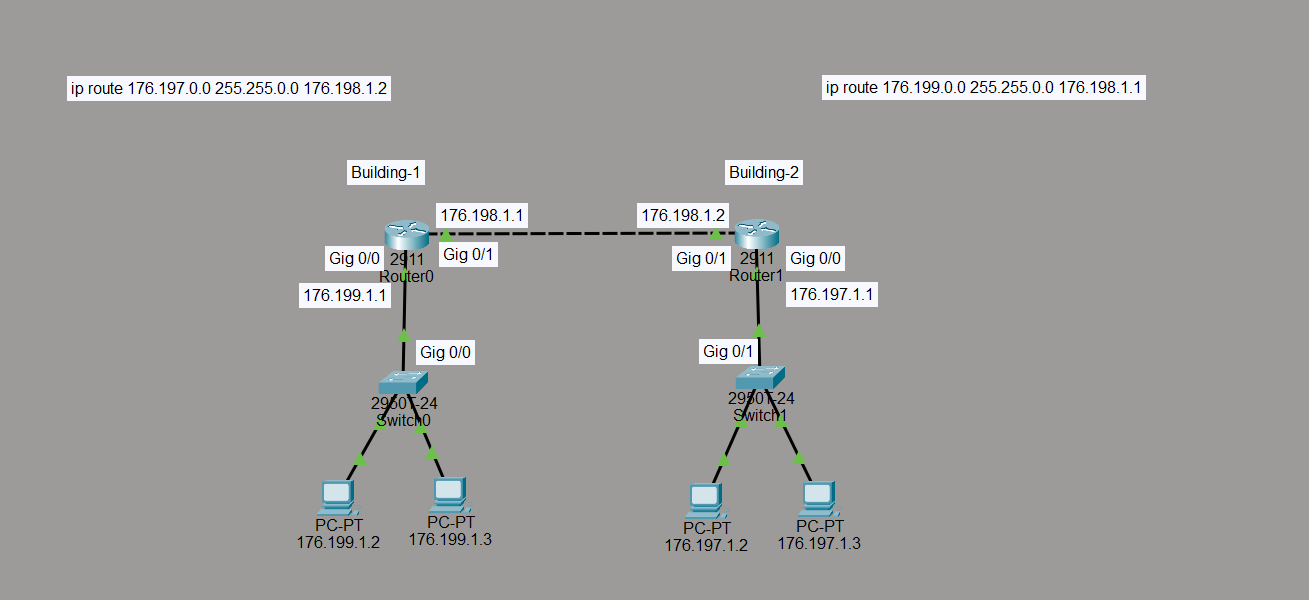 ip route 176.197.0.0 255.255.0.0 176.198.1.2
ip route 176.199.0.0 255.255.0.0 176.198.1.1
Building-1
Building-2
176.198.1.1
176.198.1.2
Gig 0/0
2911
Router0
Gig 0/1
Gig 0/1
2911
Router1
Gig 0/0
176.199.1.1
176.197.1.1
Gig 0/0
Gig 0/1
2950T-24
Switch0
2950T-24
Switch1
PC-PT
176.199.1.2
PC-PT
176.199.1.3
PC-PT
176.197.1.2
PC-PT
176.197.1.3